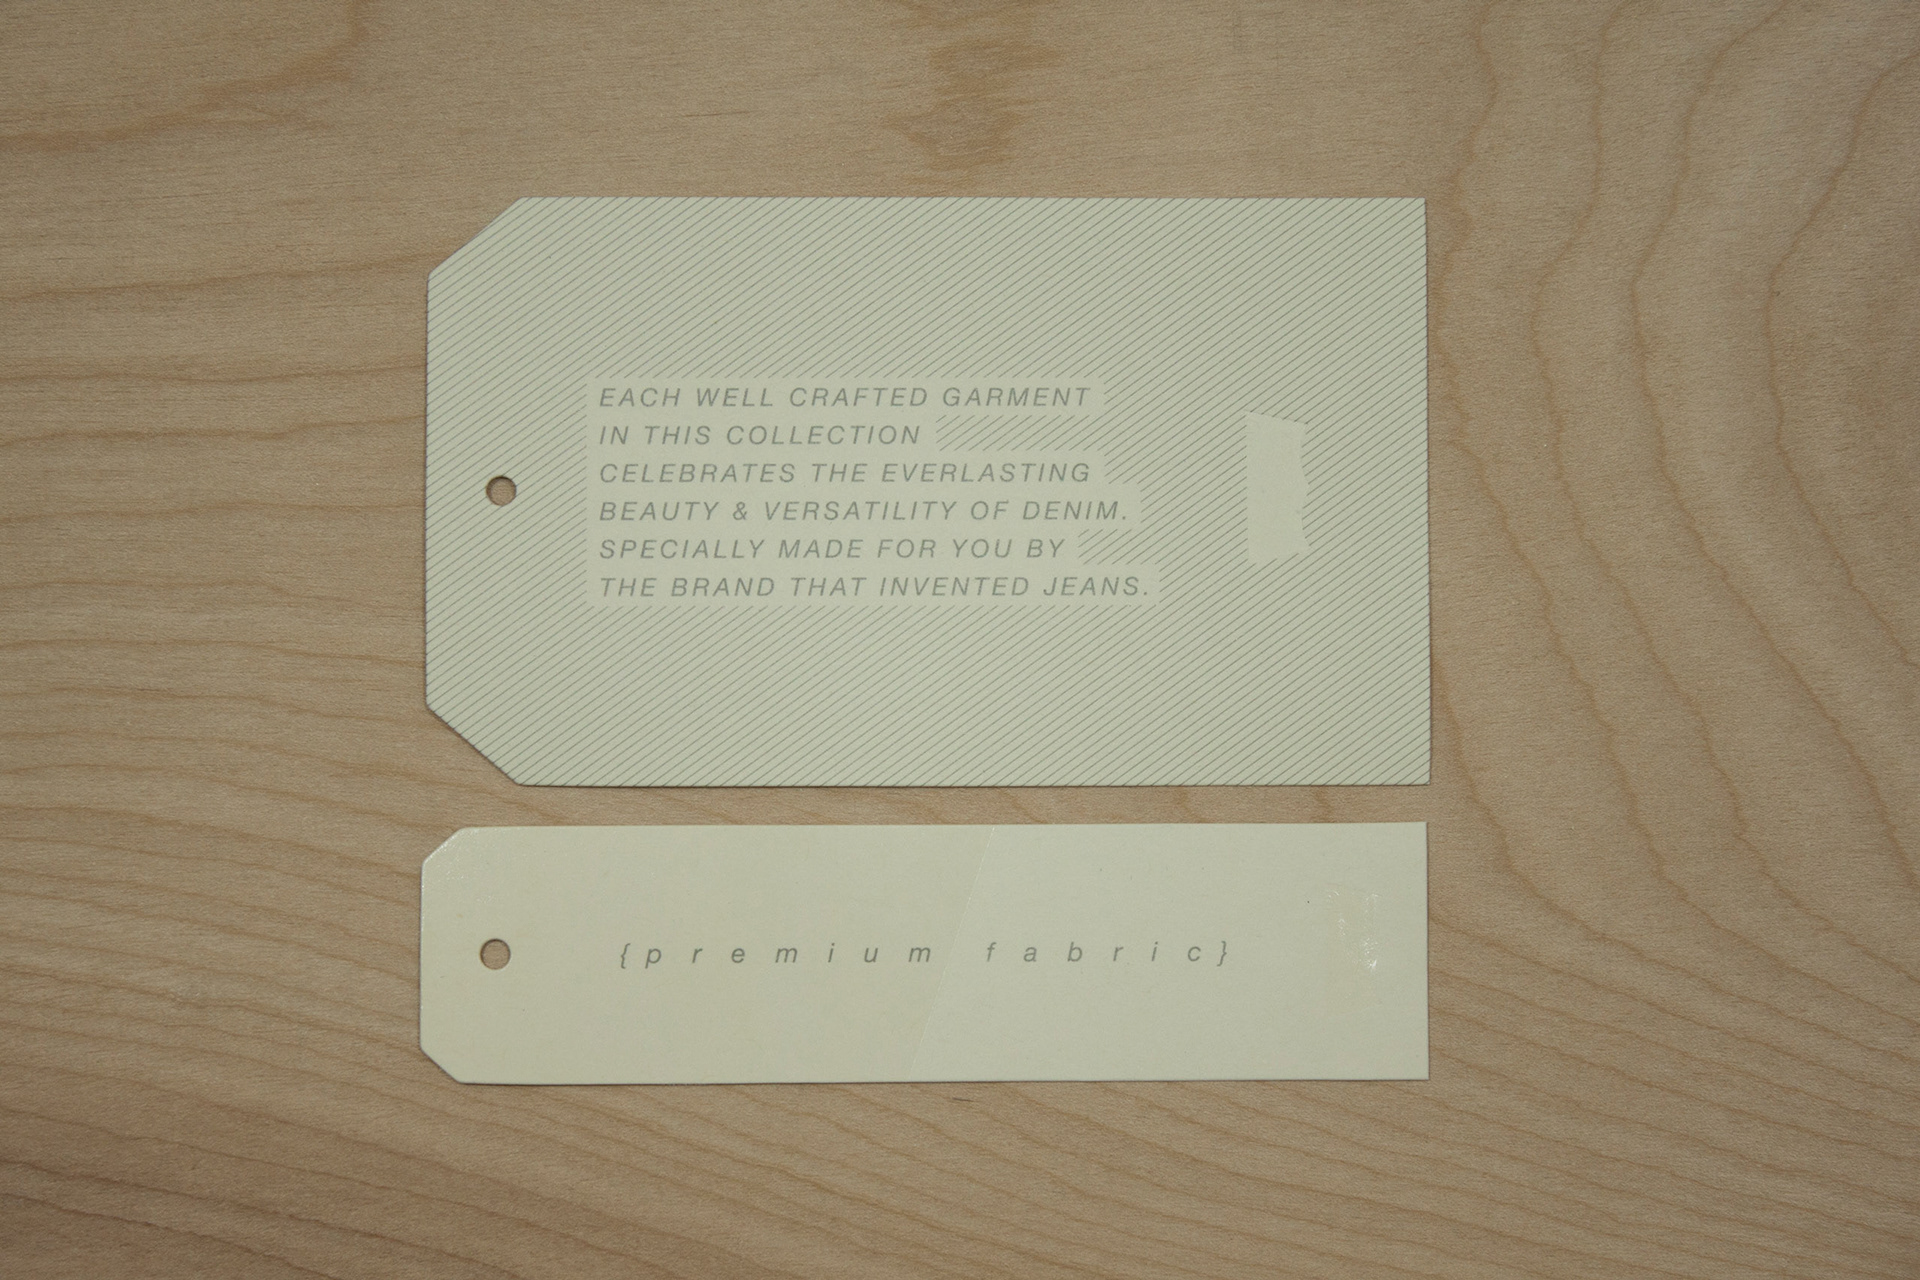 EACH WELL CRAFTED GARMENT
IN THIS COLLECTION
CELEBRATES THE EVERLASTING
BEAUTY & VERSATILITY OF DENIM.
SPECIALLY MADE FOR YOU BY
THE BRAND THAT INVENTED JEANS.
{premium fabric}